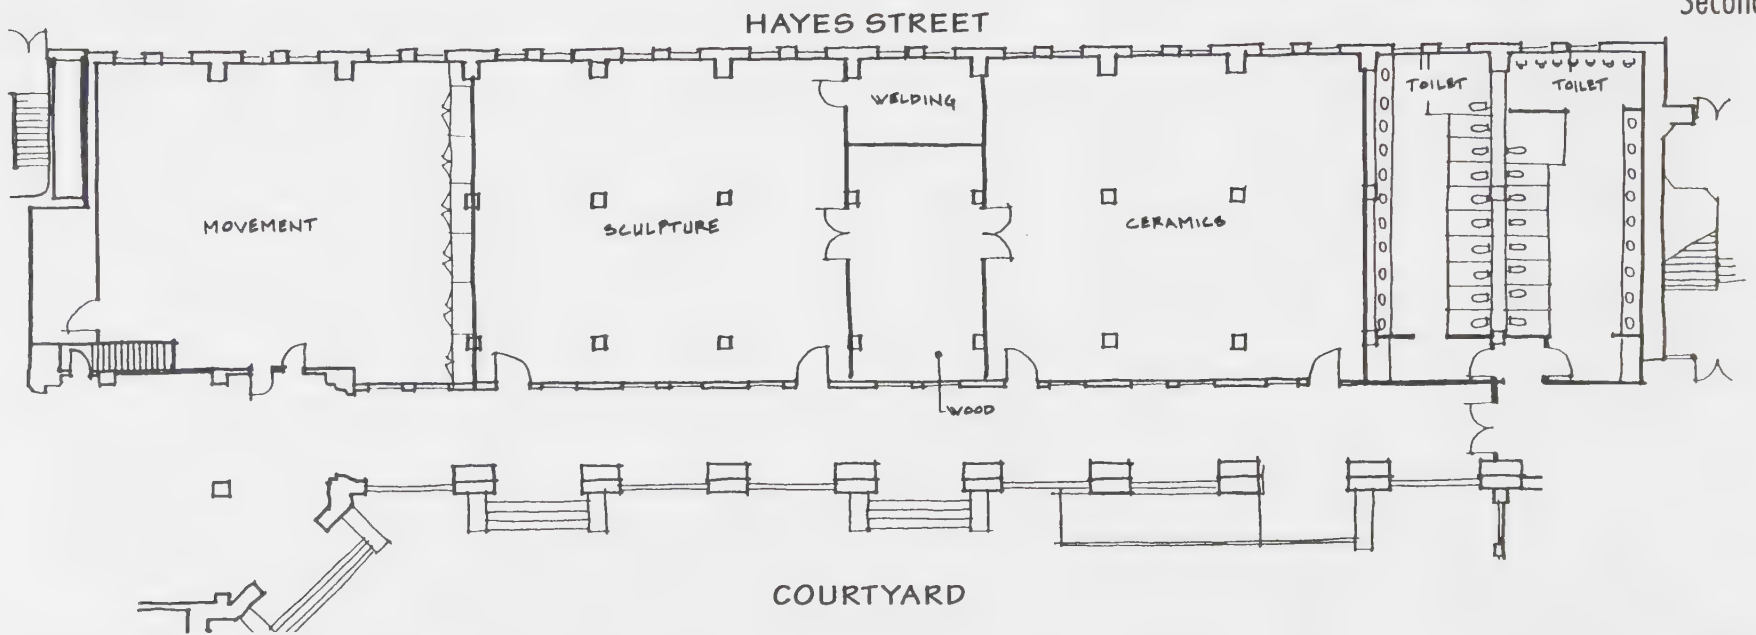 HAYES STREET
WELDING
TOILET
TOILET
MOVEMENT
SCULPTURE
CERAMICS
WOOD
COURTYARD